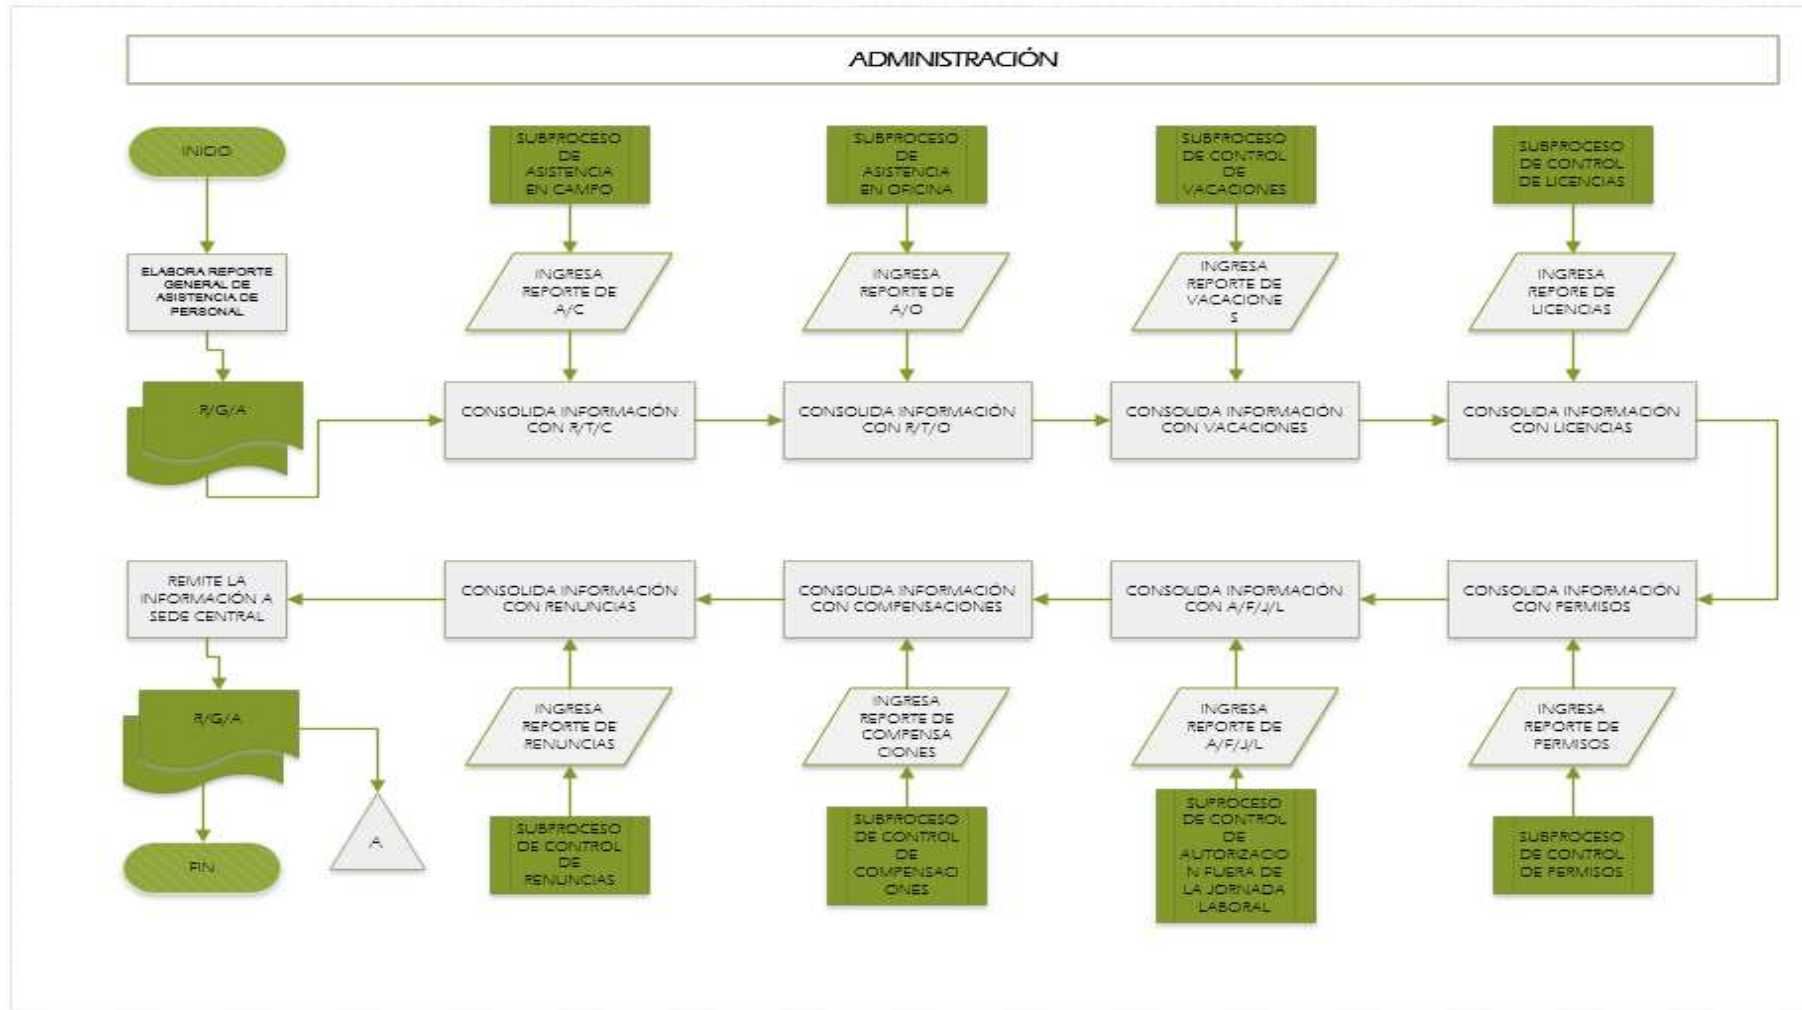 ADMINISTRACIÓN
INICIO
SUBPROCESO
DE
ASISTENCIA
EN CAMPO
SUBPROCESO
DE
ASISTENCIA
EN OFICINA
SUBPROCESO
DE CONTROL
DE
VACACIONES
SUBPROCESO
DE CONTROL
DE LICENCIAS
ELABORA REPORTE
GENERAL DE
ASISTENCIA DE
PERSONAL
INGRESA
REPORTE DE
A/C
INGRESA
REPORTE DE
A/O
INGRESA
REPORTE DE
VACACIONE
S
INGRESA
REPORE DE
LICENCIAS
R/G/A
CONSOLIDA INFORMACIÓN
CON R/T/C
CONSOLIDA INFORMACIÓN
CON R/T/O
CONSOLIDA INFORMACIÓN
CON VACACIONES
CONSOLIDA INFORMACIÓN
CON LICENCIAS
REMITE LA
INFORMACIÓN A
SEDE CENTRAL
CONSOLIDA INFORMACIÓN
CON RENUNCIAS
CONSOLIDA INFORMACIÓN
CON COMPENSACIONES
CONSOLIDA INFORMACIÓN
CON A/F/J/L
CONSOLIDA INFORMACIÓN
CON PERMISOS
R/G/A
INGRESA
REPORTE DE
RENUNCIAS
INGRESA
REPORTE DE
COMPENSA
CIONES
INGRESA
REPORTE DE
A/F/J/L
INGRESA
REPORTE DE
PERMISOS
FIN
A
SUBPROCESO
DE CONTROL
DE
RENUNCIAS
SUBPROCESO
DE CONTROL
DE
COMPENSACI
ONES
SUPROCESO
DE CONTROL
DE
AUTORIZACIO
N FUERA DE
LA JORNADA
LABORAL
SUBPROCESO
DE CONTROL
DE PERMISOS